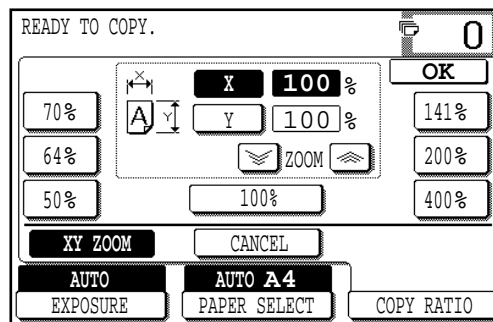 READY TO COPY.
0
OK
X
X 100 %
A
Y
Y 100 %
ZOOM
70%
64%
50%
141%
200%
400%
100%
XY ZOOM
CANCEL
AUTO
EXPOSURE
AUTO A4
PAPER SELECT
COPY RATIO